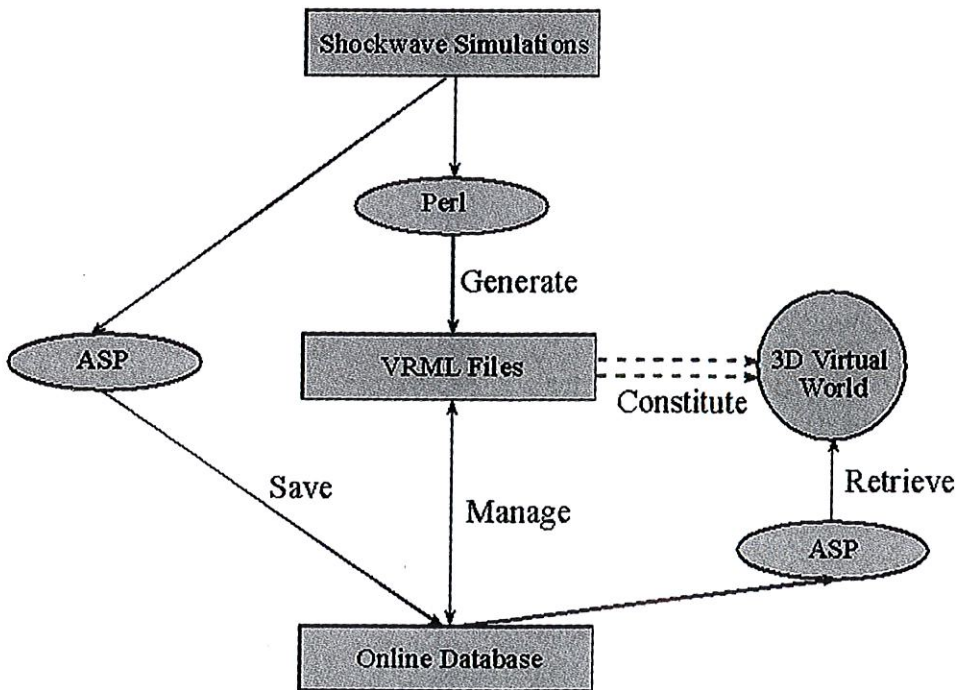 Shockwave Simulations
Perl
Generate
ASP
VRML Files
3D Virtual
World
Constitute
Save
Manage
Retrieve
ASP
Online Database